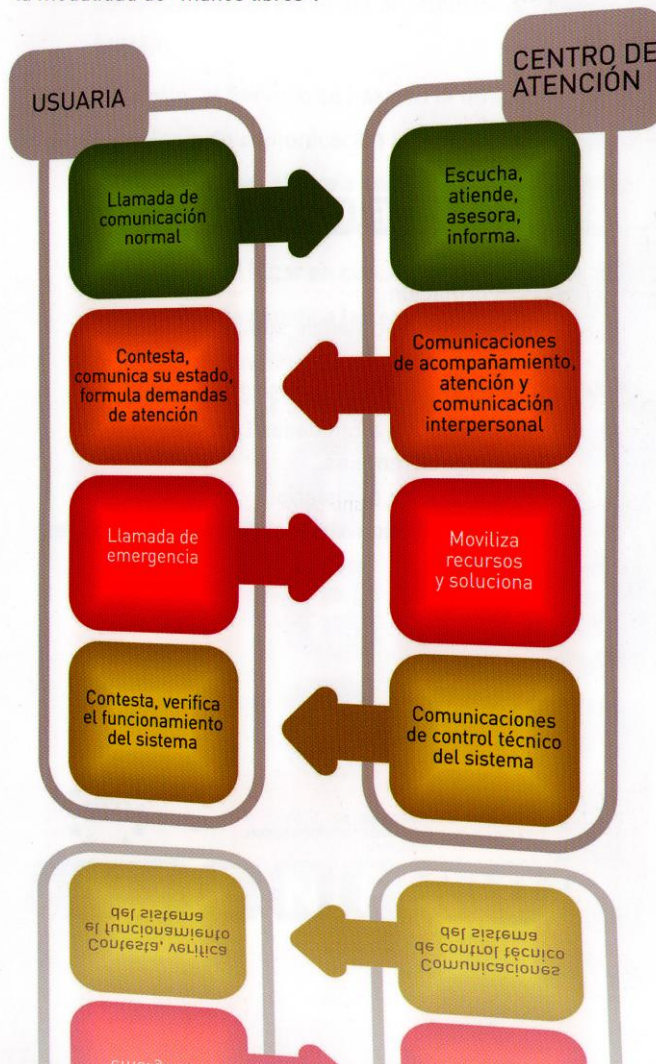 la modalidad de "manos libres".
USUARIA
CENTRO DE
ATENCIÓN
Llamada de
comunicación
normal
Escucha,
atiende,
asesora,
informa.
Contesta,
comunica su estado,
formula demandas
de atención
Comunicaciones
de acompañamiento,
atención y
comunicación
interpersonal
Llamada de
emergencia
Moviliza
recursos
y soluciona
Contesta, verifica
el funcionamiento
del sistema
Comunicaciones
de control técnico
del sistema
del sistema
el funcionamiento
Contesta, verifica
del sistema
de control técnico
Comunicaciones